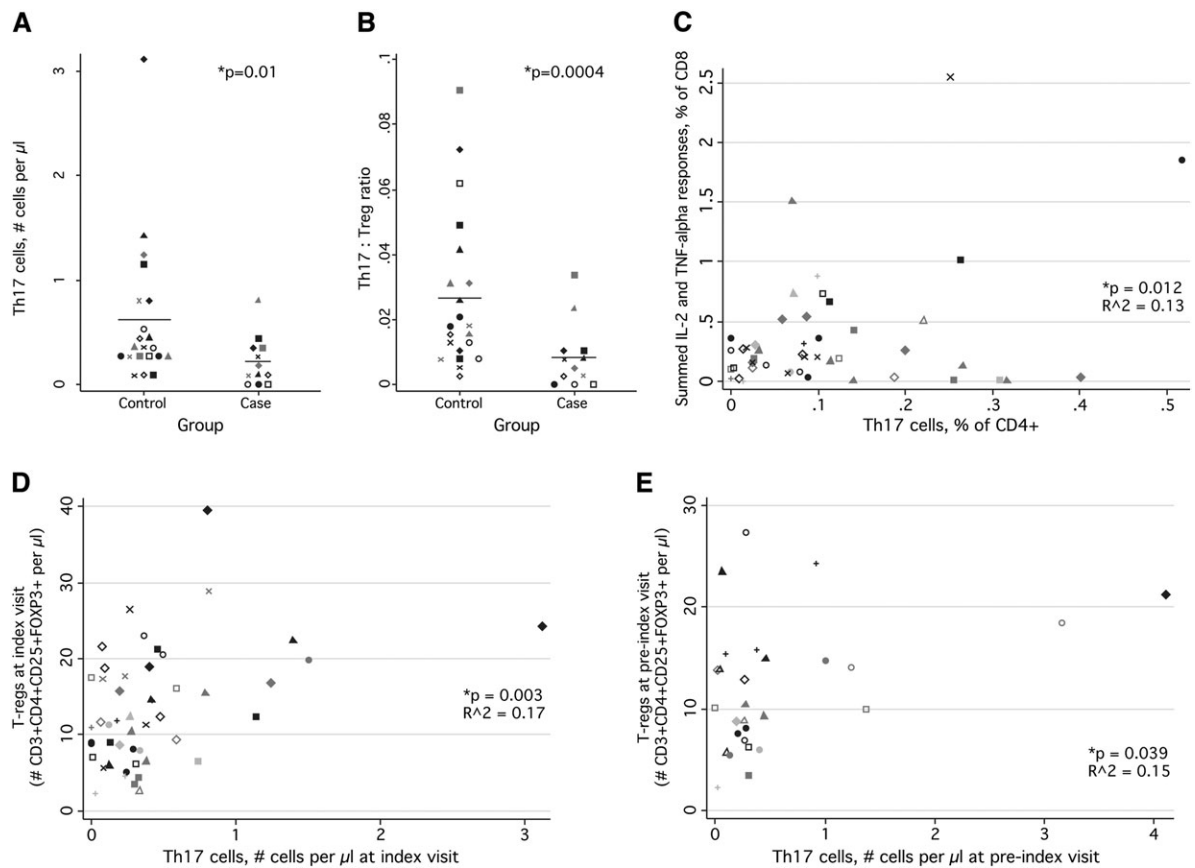 A
Th17 cells, # cells per µl
3
2
1
0
*p=0.01
Control Case
Group
B
Th17 : Treg ratio
.1
.08
.06
.04
.02
0
*p=0.0004
Control Case
Group
C
Summed IL-2 and TNF-alpha responses, % of CD8
2.5
2
1.5
1
.5
0
*p = 0.012
R^2 = 0.13
0 .1 .2 .3 .4 .5
Th17 cells, % of CD4+
D
T-regs at index visit
(# CD3+CD4+CD25+FOXP3+ per µl)
40
30
20
10
0
*p = 0.003
R^2 = 0.17
0 1 2 3
Th17 cells, # cells per µl at index visit
E
T-regs at pre-index visit
(# CD3+CD4+CD25+FOXP3+ per µl)
30
20
10
0
*p = 0.039
R^2 = 0.15
0 1 2 3 4
Th17 cells, # cells per µl at pre-index visit